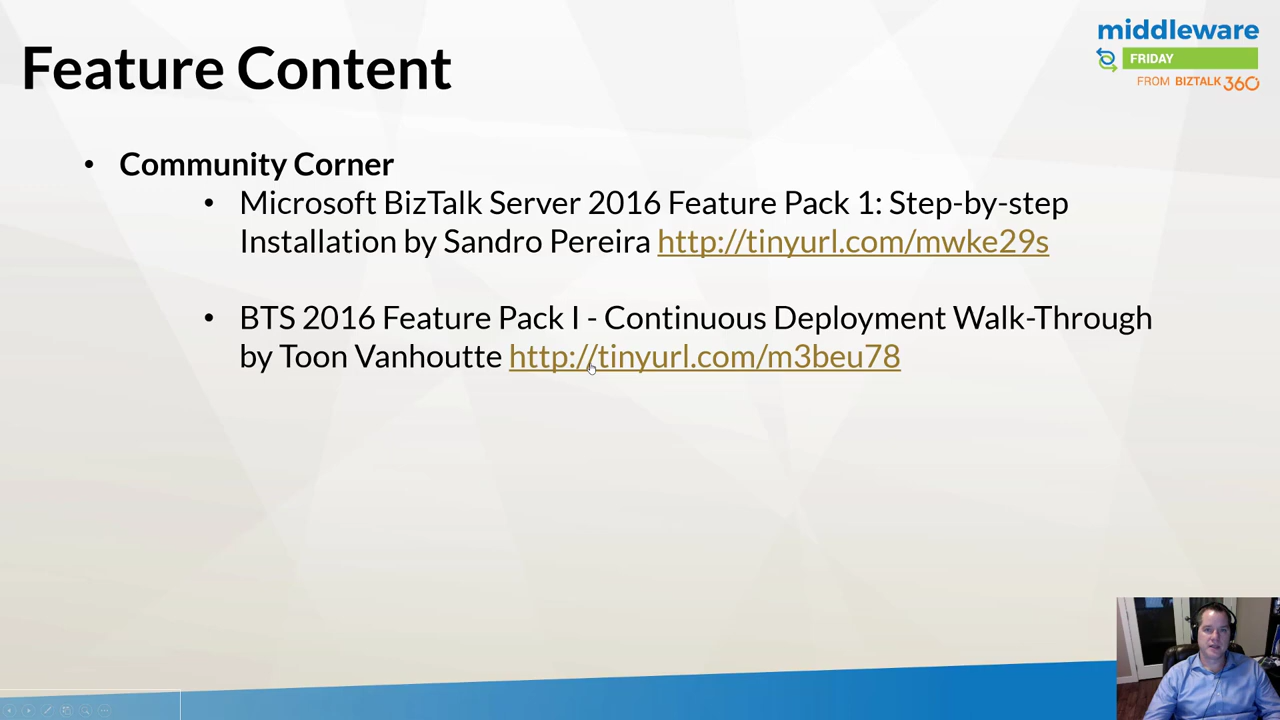 Feature Content
middleware
FRIDAY
FROM BIZTALK 360
• Community Corner
• Microsoft BizTalk Server 2016 Feature Pack 1: Step-by-step
Installation by Sandro Pereira http://tinyurl.com/mwke29s
• BTS 2016 Feature Pack I - Continuous Deployment Walk-Through
by Toon Vanhoutte http://tinyurl.com/m3beu78